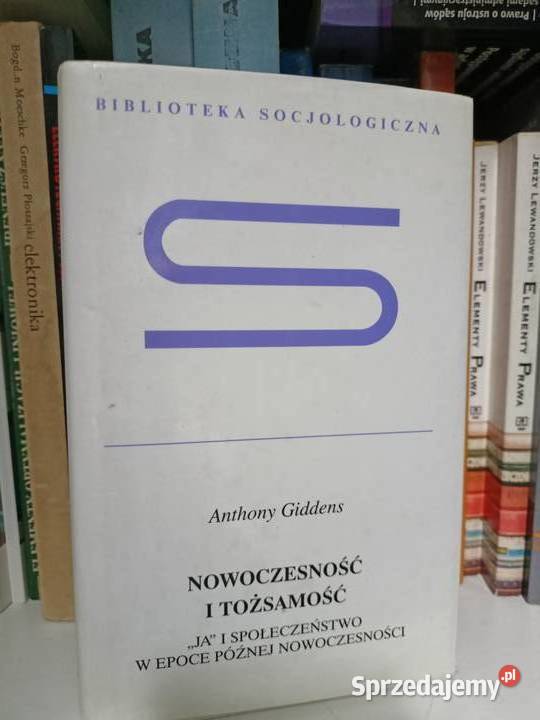 BIBLIOTEKA SOCJOLOGICZNA
Anthony Giddens
NOWOCZESNOŚĆ
I TOŻSAMOŚĆ
„JA” I SPOŁECZEŃSTWO
W EPOCE PÓŹNEJ NOWOCZESNOŚCI
Grzegorz Płoszajski
elektronika
JERZY LEWANDOWSKI
ELEMENTY PRAWA
JERZY LEWANDOWSKI
ELEMENTY PRAWA
Prawo o ustroju sądów
Sprzedajemy.pl